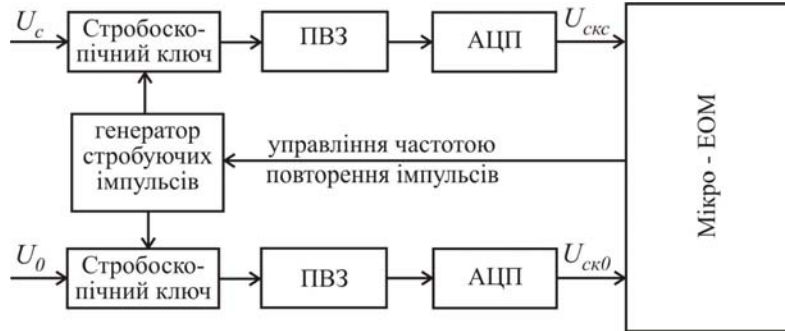 U_c
Стробоско-
пічний ключ
ПВЗ
АЦП
U_скс
генератор
стробуючих
імпульсів
управління частотою
повторення імпульсів
Мікро - ЕОМ
U_0
Стробоско-
пічний ключ
ПВЗ
АЦП
U_ск0